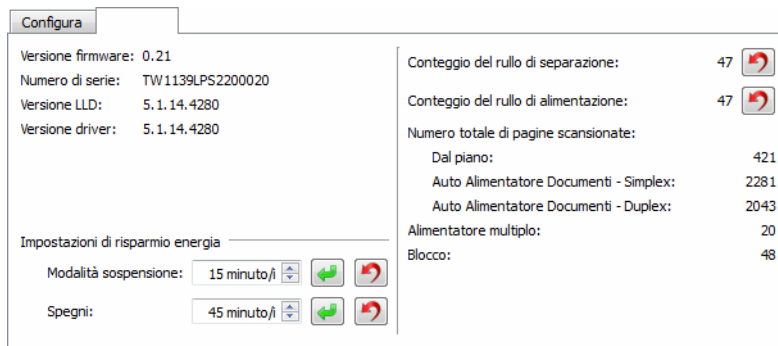 Configura
Versione firmware: 0.21
Numero di serie: TW1139LPS2200020
Versione LLD: 5.1.14.4280
Versione driver: 5.1.14.4280
Impostazioni di risparmio energia
Modalità sospensione: 15 minuto/i
Spegni: 45 minuto/i
Conteggio del rullo di separazione: 47
Conteggio del rullo di alimentazione: 47
Numero totale di pagine scansionate:
Dal piano: 421
Auto Alimentatore Documenti - Simplex: 2281
Auto Alimentatore Documenti - Duplex: 2043
Alimentatore multiplo: 20
Blocco: 48